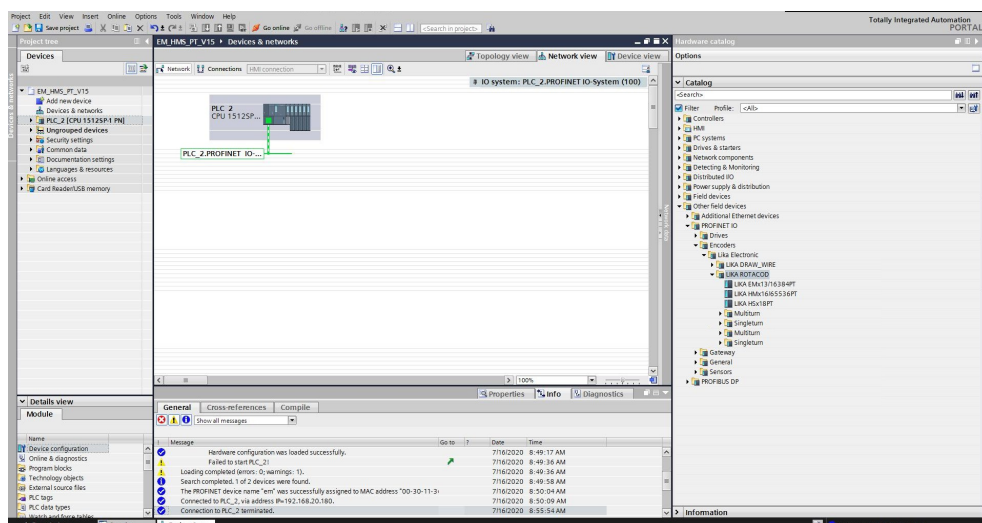 Project Edit View Insert Online Options Tools Window Help
Totally Integrated Automation
PORTAL
Save project
Go online
Go offline
<Search in project>
Project tree
EM_HMS_PT_V15 ▸ Devices & networks
Hardware catalog
Devices
Topology view
Network view
Device view
Options
Network
Connections
HMI connection
IO system: PLC_2.PROFINET IO-System (100)
Catalog
<Search>
Filter
Profile:
<All>
Devices & networks
EM_HMS_PT_V15
Add new device
Devices & networks
PLC_2 [CPU 1512SP-1 PN]
Ungrouped devices
Security settings
Common data
Documentation settings
Languages & resources
Online access
Card Reader/USB memory
PLC_2
CPU 1512SP...
PLC_2.PROFINET IO-...
Controllers
HMI
PC systems
Drives & starters
Network components
Detecting & Monitoring
Distributed I/O
Power supply & distribution
Field devices
Other field devices
Additional Ethernet devices
PROFINET IO
Drives
Encoders
Lika Electronic
LIKA DRAW_WIRE
LIKA ROTACOD
LIKA EMx13/16384PT
LIKA HMx16/65536PT
LIKA HSx18PT
Multiturn
Singleturn
Multiturn
Singleturn
Gateway
General
Sensors
PROFIBUS DP
100%
Properties
Info
Diagnostics
Details view
Module
General
Cross-references
Compile
Show all messages
Name
Device configuration
Online & diagnostics
Program blocks
Technology objects
External source files
PLC tags
PLC data types
Watch and force tables
! Message Go to ? Date Time
Hardware configuration was loaded successfully. 7/16/2020 8:49:17 AM
Failed to start PLC_2! 7/16/2020 8:49:36 AM
Loading completed (errors: 0; warnings: 1). 7/16/2020 8:49:36 AM
Search completed. 1 of 2 devices were found. 7/16/2020 8:49:58 AM
The PROFINET device name "em" was successfully assigned to MAC address "00-30-11-3 7/16/2020 8:50:04 AM
Connected to PLC_2, via address IP=192.168.20.180. 7/16/2020 8:50:09 AM
Connection to PLC_2 terminated. 7/16/2020 8:55:54 AM
Information